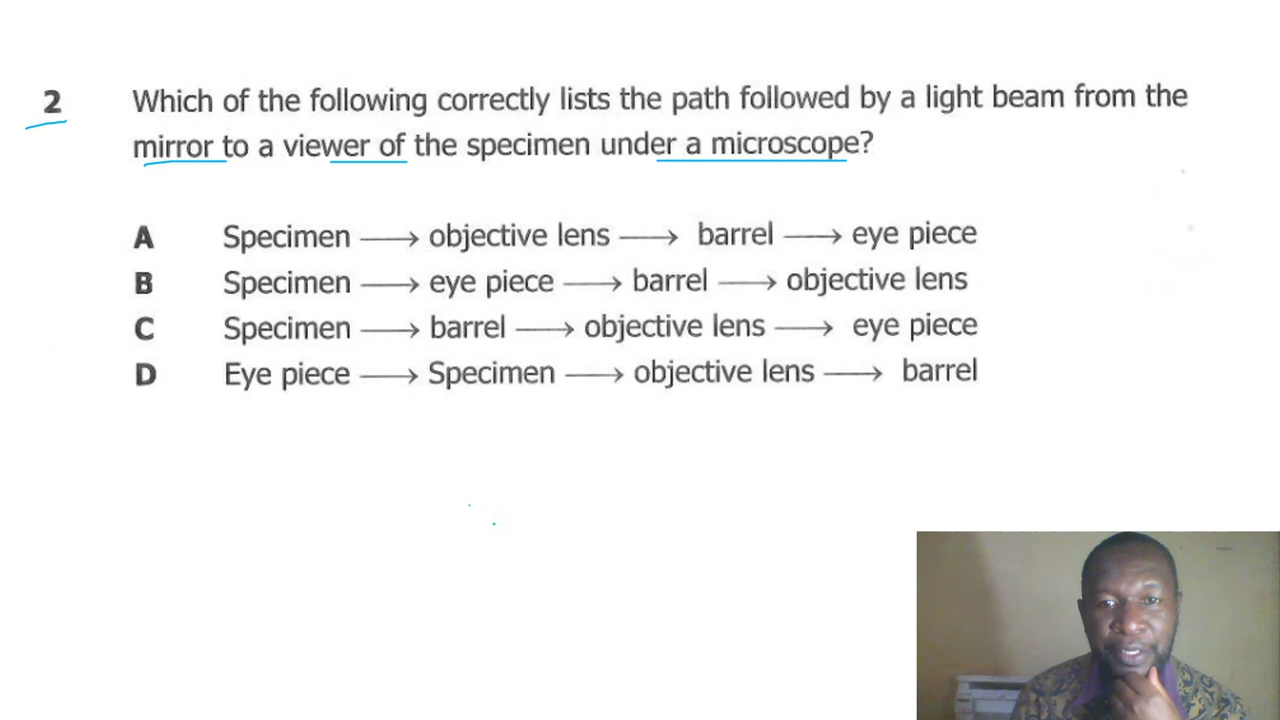 2 Which of the following correctly lists the path followed by a light beam from the
mirror to a viewer of the specimen under a microscope?
A Specimen ⟶ objective lens ⟶ barrel ⟶ eye piece
B Specimen ⟶ eye piece ⟶ barrel ⟶ objective lens
C Specimen ⟶ barrel ⟶ objective lens ⟶ eye piece
D Eye piece ⟶ Specimen ⟶ objective lens ⟶ barrel